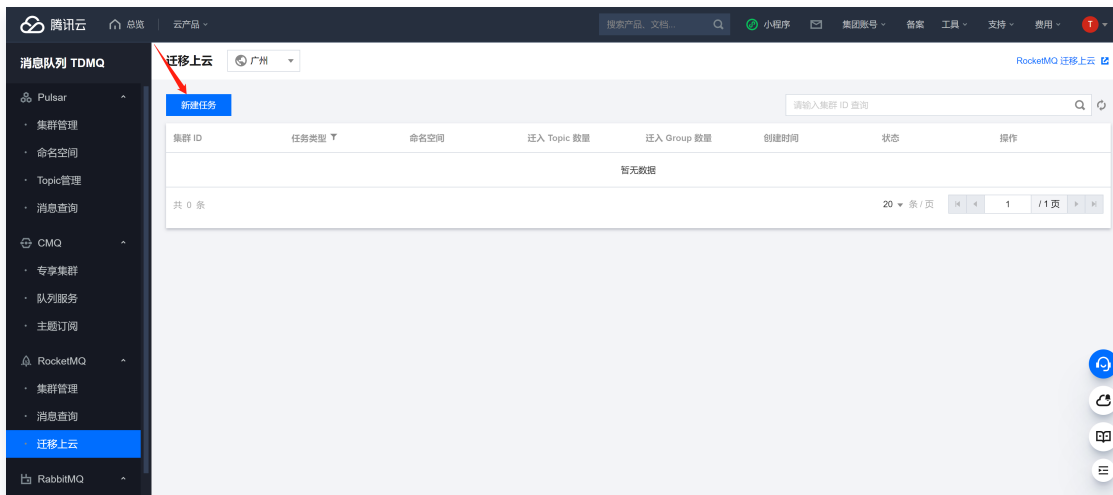 腾讯云 总览 云产品 搜索产品、文档... 小程序 集团账号 备案 工具 支持 费用 T
消息队列 TDMQ
迁移上云 广州 RocketMQ 迁移上云
Pulsar
集群管理
命名空间
Topic管理
消息查询
CMQ
专享集群
队列服务
主题订阅
RocketMQ
集群管理
消息查询
迁移上云
RabbitMQ
新建任务 请输入集群 ID 查询
集群 ID 任务类型 命名空间 迁入 Topic 数量 迁入 Group 数量 创建时间 状态 操作
暂无数据
共 0 条 20 条 / 页 1 / 1 页